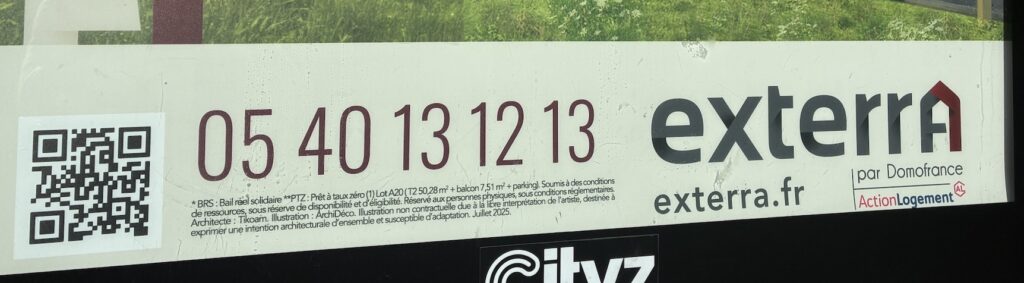 05 40 13 12 13
* BRS : Bail réel solidaire **PTZ : Prêt à taux zéro (1) Lot A20 ( T2 50,28 m² + balcon 7,51 m² + parking). Soumis à des conditions
de ressources, sous réserve de disponibilité et d'éligibilité. Réservé aux personnes physiques, sous conditions réglementaires.
Architecte : Tikoam. Illustration : ArchiDéco. Illustration non contractuelle due à la libre interprétation de l'artiste, destinée à
exprimer une intention architecturale d'ensemble et susceptible d'adaptation. Juillet 2025.
exterrA
par Domofrance
exterra.fr
ActionLogement AL
Cityz